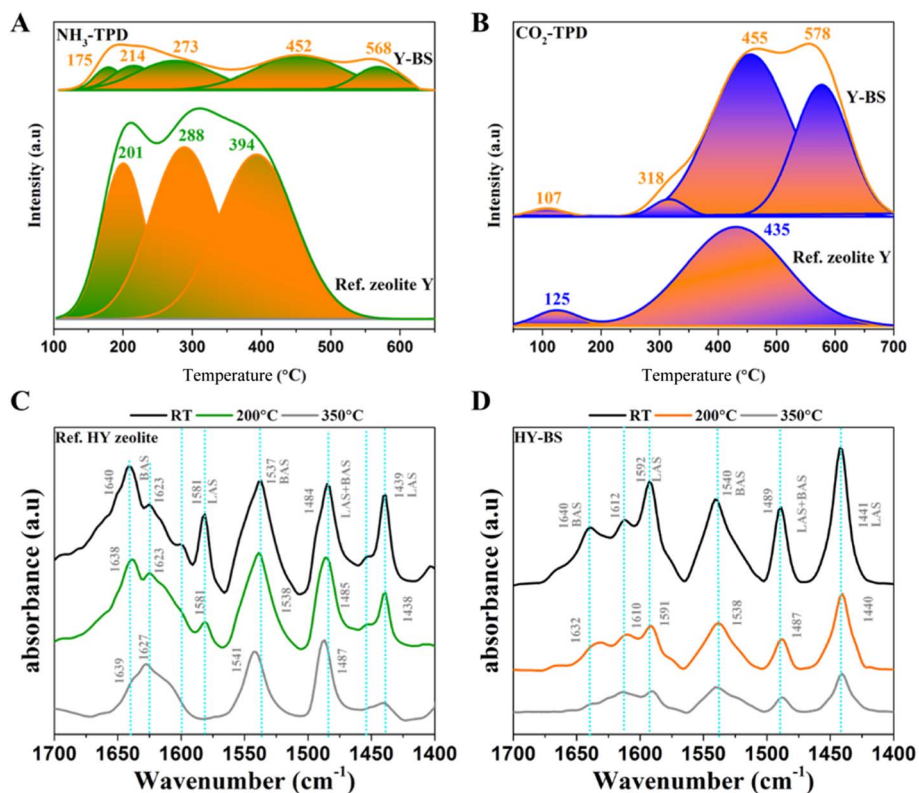 A
NH₃-TPD
175
214
273
452
568
Y-BS
201
288
394
Ref. zeolite Y
Intensity (a.u)
100
200
300
400
500
600
Temperature (°C)
B
CO₂-TPD
455
578
Y-BS
318
107
435
125
Ref. zeolite Y
Intensity (a.u)
100
200
300
400
500
600
700
Temperature (°C)
C
RT
200°C
350°C
Ref. HY zeolite
1640
BAS
1623
1581
LAS
1537
BAS
1484
LAS+BAS
1439
LAS
1638
1623
1581
1538
1485
1438
1639
1627
1541
1487
absorbance (a.u)
1700
1650
1600
1550
1500
1450
1400
Wavenumber (cm⁻¹)
D
RT
200°C
350°C
HY-BS
1640
BAS
1612
1592
LAS
1540
BAS
1489
LAS+BAS
1441
LAS
1632
1610
1591
1538
1487
1440
absorbance (a.u)
1700
1650
1600
1550
1500
1450
1400
Wavenumber (cm⁻¹)